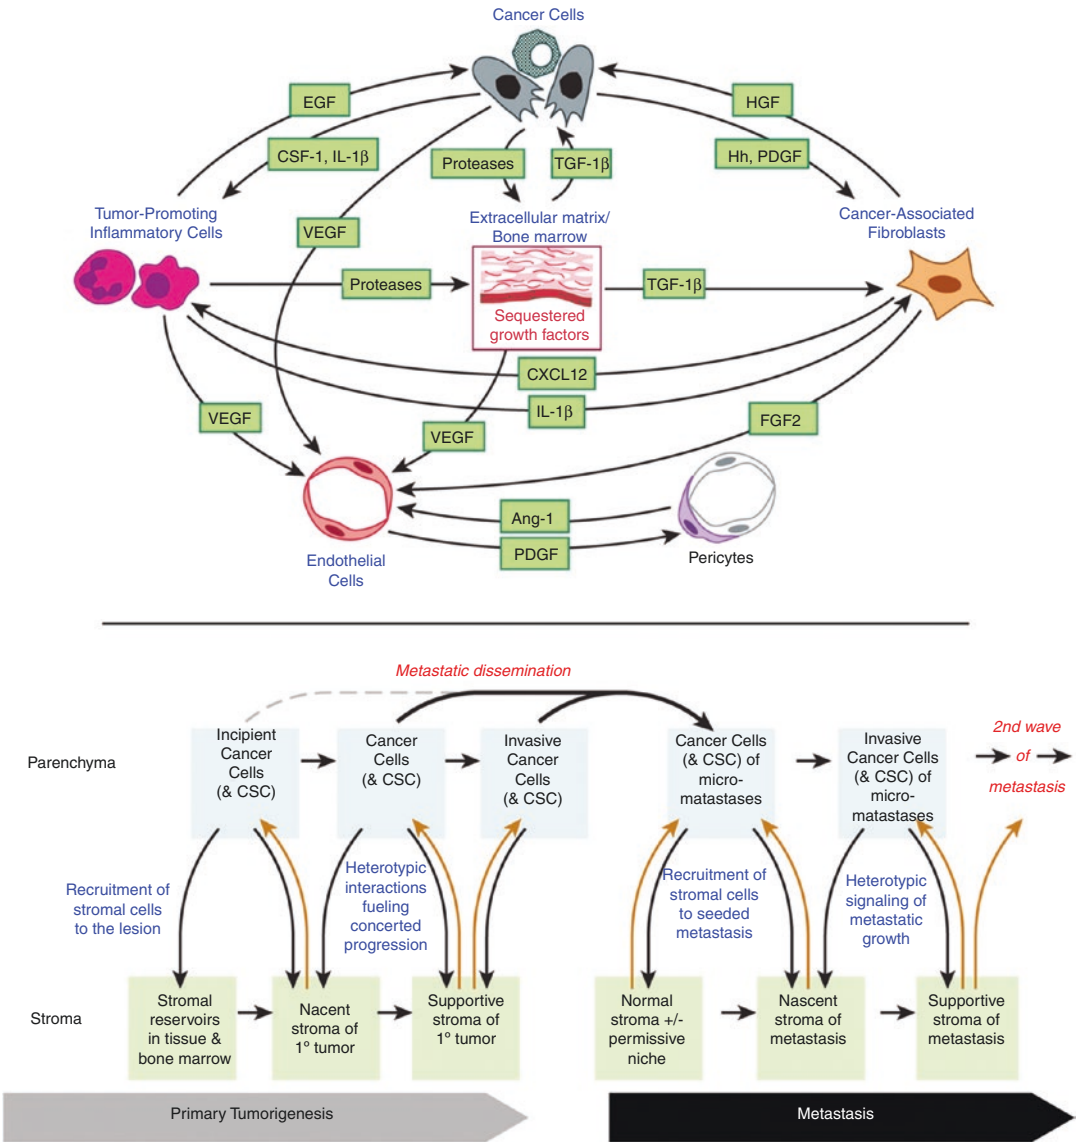 Cancer Cells
EGF
HGF
CSF-1, IL-1β
Proteases
TGF-1β
Hh, PDGF
Tumor-Promoting
Inflammatory Cells
VEGF
Extracellular matrix/
Bone marrow
Cancer-Associated
Fibroblasts
Proteases
TGF-1β
Sequestered
growth factors
CXCL12
IL-1β
VEGF
VEGF
FGF2
Ang-1
PDGF
Endothelial
Cells
Pericytes
Metastatic dissemination
Parenchyma
Incipient
Cancer
Cells
(& CSC)
Cancer
Cells
(& CSC)
Invasive
Cancer
Cells
(& CSC)
Cancer Cells
(& CSC) of
micro-
matastases
Invasive
Cancer Cells
(& CSC) of
micro-
matastases
2nd wave
of
metastasis
Recruitment of
stromal cells
to the lesion
Heterotypic
interactions
fueling
concerted
progression
Recruitment of
stromal cells
to seeded
metastasis
Heterotypic
signaling of
metastatic
growth
Stroma
Stromal
reservoirs
in tissue &
bone marrow
Nacent
stroma of
1º tumor
Supportive
stroma of
1º tumor
Normal
stroma +/-
permissive
niche
Nascent
stroma of
metastasis
Supportive
stroma of
metastasis
Primary Tumorigenesis
Metastasis